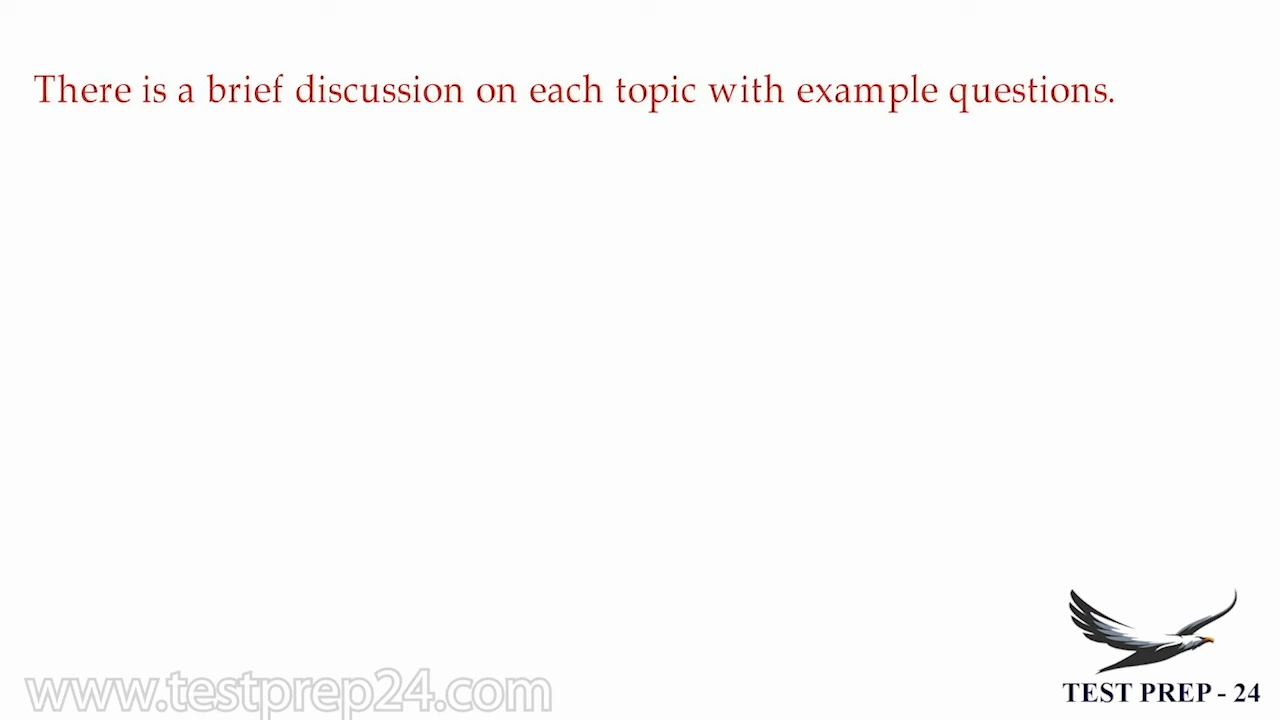 There is a brief discussion on each topic with example questions.
www.testprep24.com
TEST PREP - 24